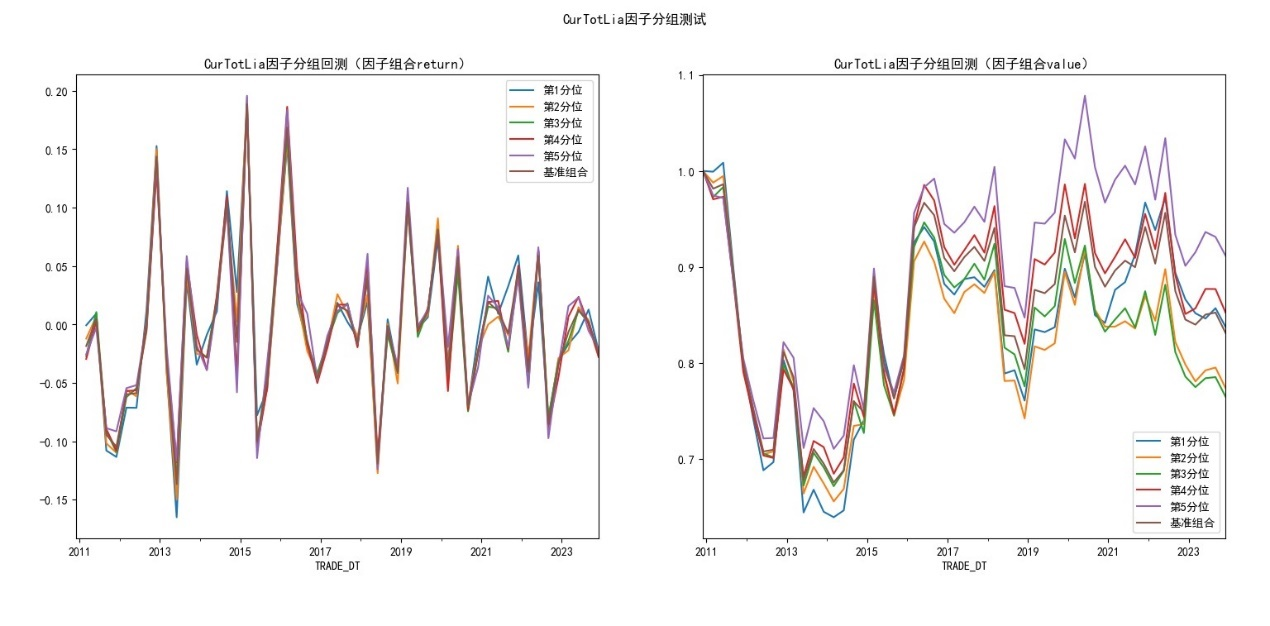 CurTotLia因子分组测试
CurTotLia因子分组回测（因子组合return）
0.20
0.15
0.10
0.05
0.00
−0.05
−0.10
−0.15
第1分位
第2分位
第3分位
第4分位
第5分位
基准组合
2011
2013
2015
2017
2019
2021
2023
TRADE_DT
CurTotLia因子分组回测（因子组合value）
1.1
1.0
0.9
0.8
0.7
第1分位
第2分位
第3分位
第4分位
第5分位
基准组合
2011
2013
2015
2017
2019
2021
2023
TRADE_DT